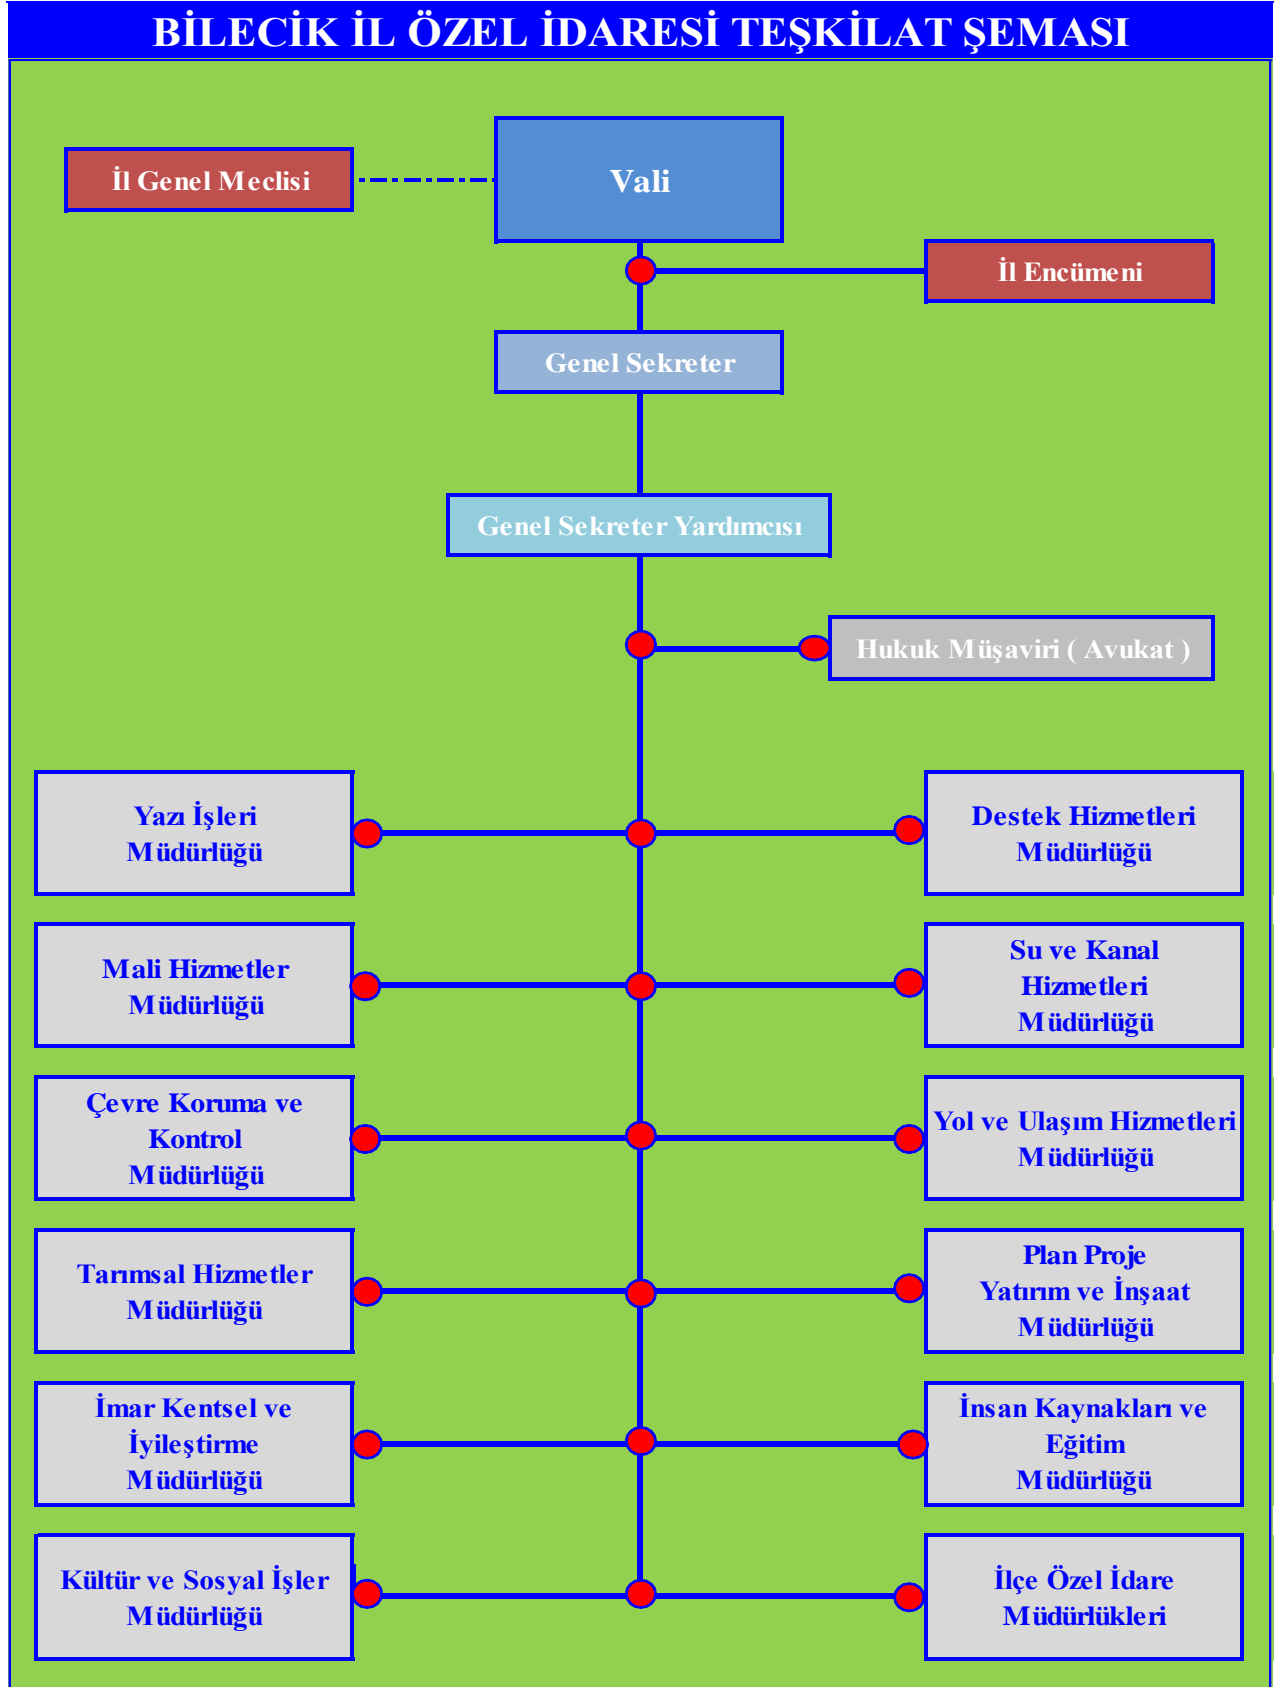 BİLECİK İL ÖZEL İDARESİ TEŞKİLAT ŞEMASI
Vali
İl Genel Meclisi
İl Encümeni
Genel Sekreter
Genel Sekreter Yardımcısı
Hukuk Müşaviri ( Avukat )
Yazı İşleri
Müdürlüğü
Destek Hizmetleri
Müdürlüğü
Mali Hizmetler
Müdürlüğü
Su ve Kanal
Hizmetleri
Müdürlüğü
Çevre Koruma ve
Kontrol
Müdürlüğü
Yol ve Ulaşım Hizmetleri
Müdürlüğü
Tarımsal Hizmetler
Müdürlüğü
Plan Proje
Yatırım ve İnşaat
Müdürlüğü
İmar Kentsel ve
İyileştirme
Müdürlüğü
İnsan Kaynakları ve
Eğitim
Müdürlüğü
Kültür ve Sosyal İşler
Müdürlüğü
İlçe Özel İdare
Müdürlükleri